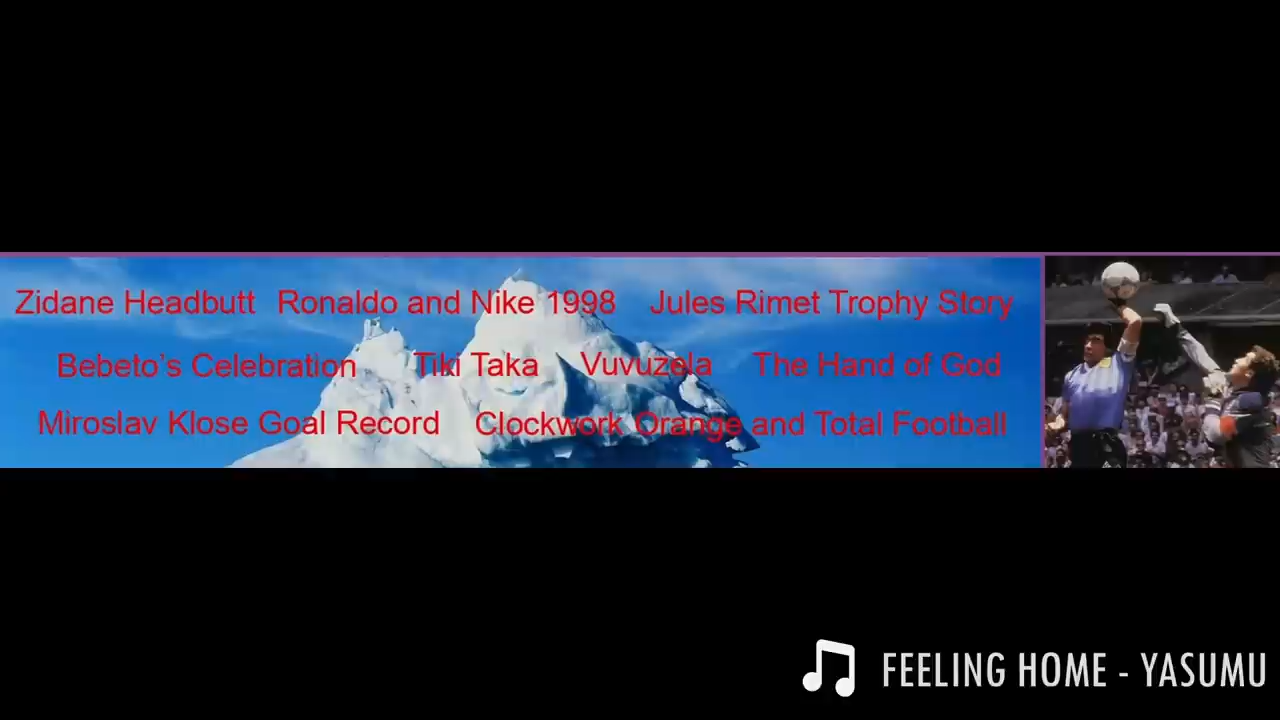 Zidane Headbutt Ronaldo and Nike 1998 Jules Rimet Trophy Story
Bebeto’s Celebration Tiki Taka Vuvuzela The Hand of God
Miroslav Klose Goal Record Clockwork Orange and Total Football
FEELING HOME - YASUMU